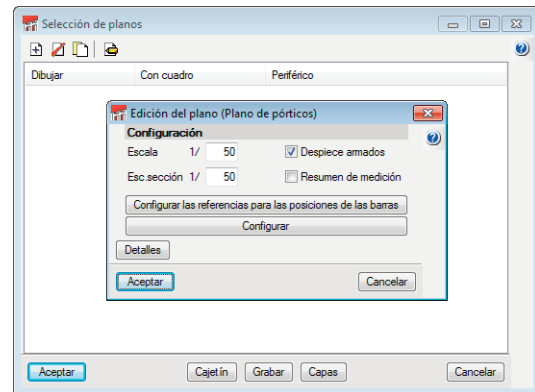 Selección de planos
Dibujar Con cuadro Periférico
Edición del plano (Plano de pórticos)
Configuración
Escala 1/ 50 Despiece armados
Esc.sección 1/ 50 Resumen de medición
Configurar las referencias para las posiciones de las barras
Configurar
Detalles
Aceptar Cancelar
Aceptar Cajetín Grabar Capas Cancelar